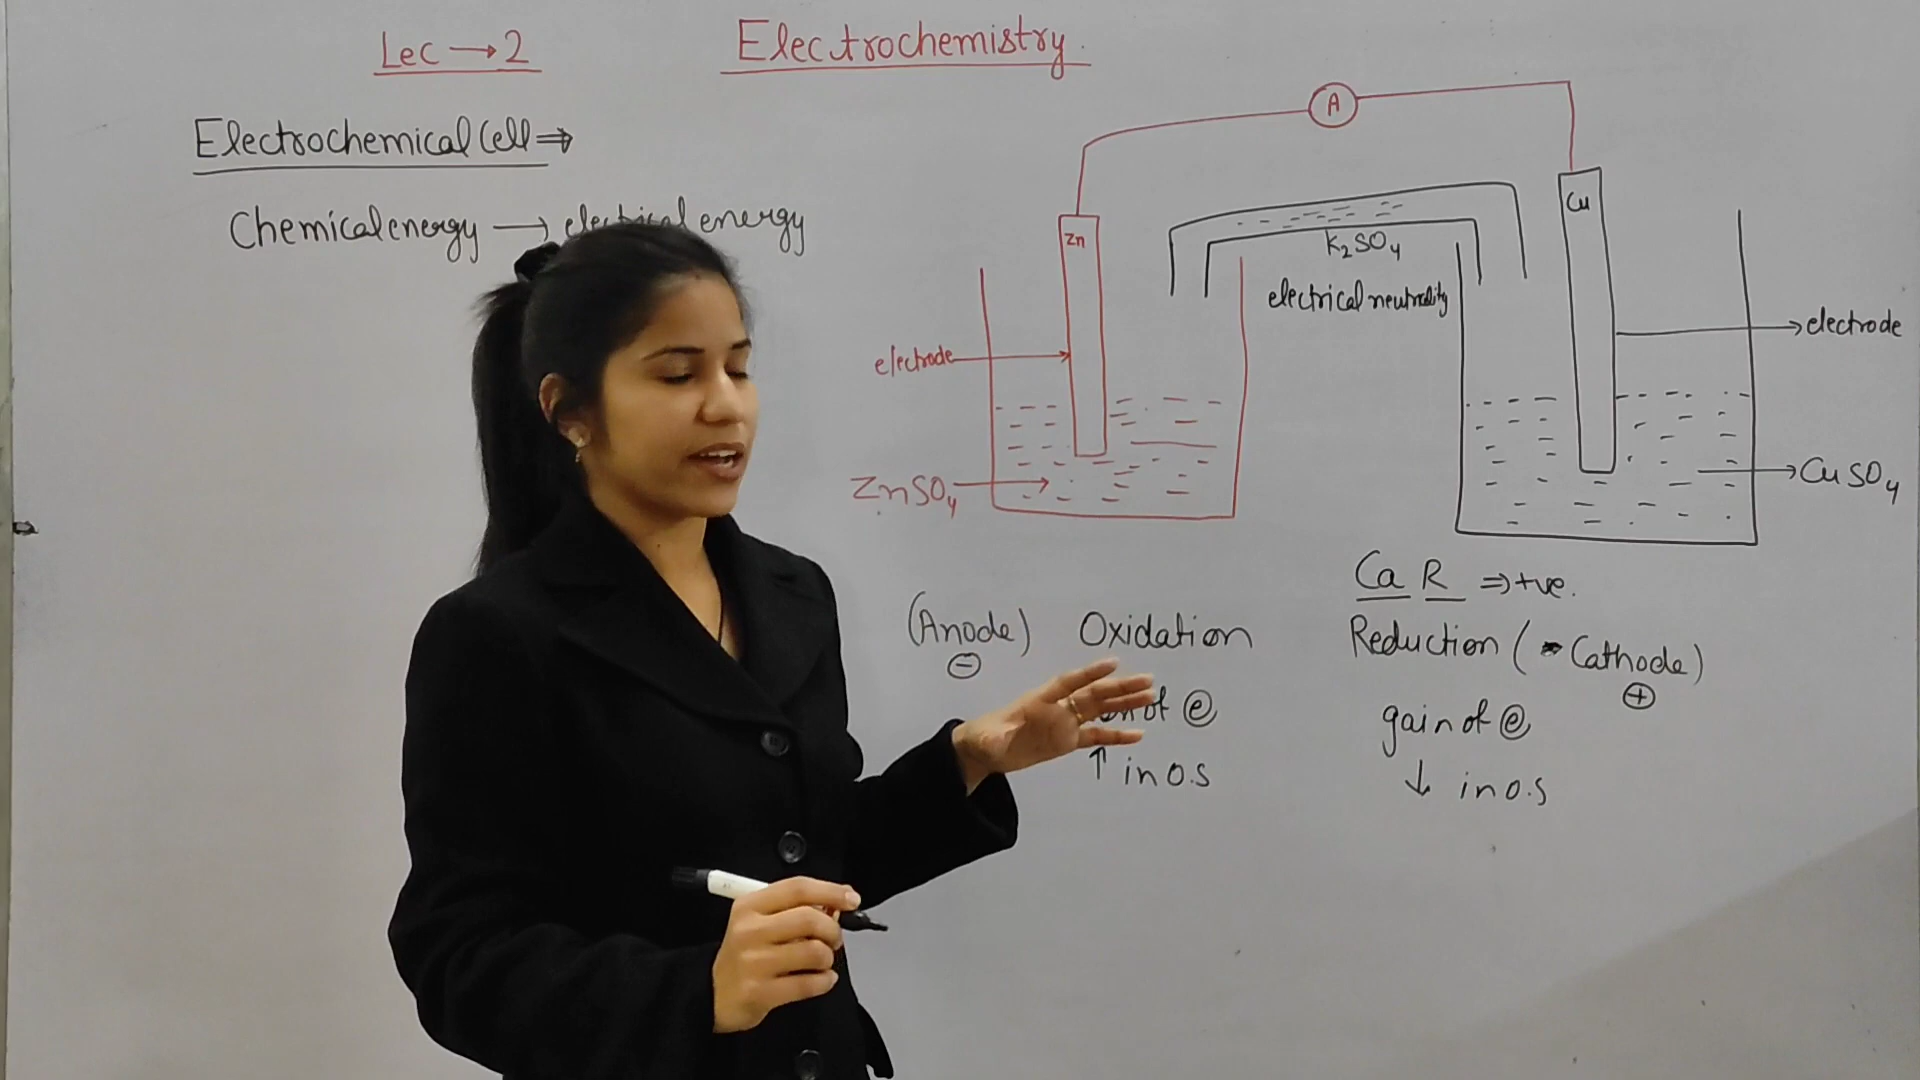 Lec → 2
Electrochemistry.
Electrochemical Cell ⇒
Chemical energy → electrical energy
A
Zn
Cu
K₂SO₄
electrical neutrality
electrode
electrode
ZnSO₄
CuSO₄
Ca R ⇒ +ve.
(Anode) Oxidation
⊖
Reduction (Cathode)
⊕
of e
↑ in O.S
gain of e
↓ in O.S